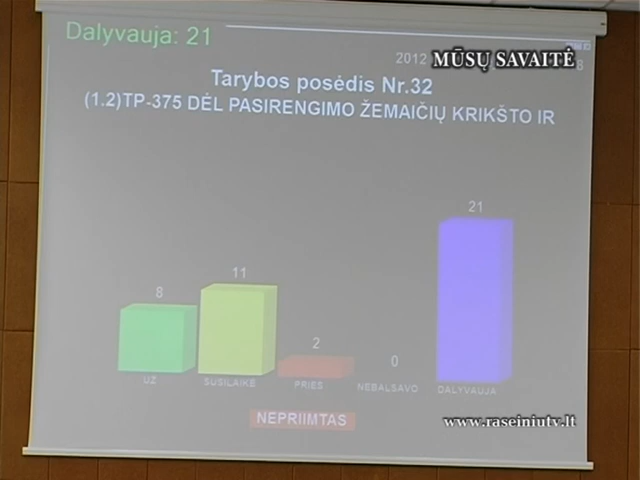 Dalyvauja: 21
2012
MŪSŲ SAVAITĖ
8
Tarybos posėdis Nr.32
(1.2)TP-375 DĖL PASIRENGIMO ŽEMAIČIŲ KRIKŠTO IR
21
11
8
2
0
UŽ
SUSILAIKĖ
PRIEŠ
NEBALSAVO
DALYVAUJA
NEPRIIMTAS
www.raseiniutv.lt